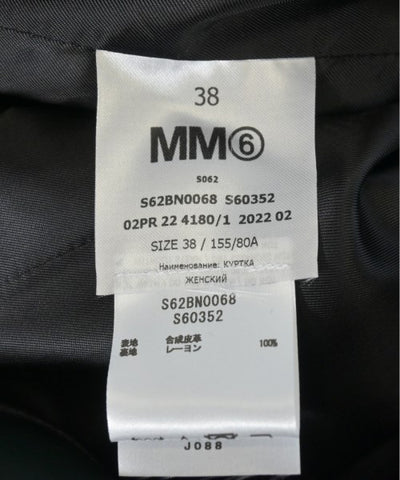 38
MM⑥
S062
S62BN0068 S60352
02PR 22 4180/1 2022 02
SIZE 38 / 155/80A
Наименование: КУРТКА
ЖЕНСКИЙ
S62BN0068
S60352
表地 合成皮革
裏地 レーヨン 100%
J088